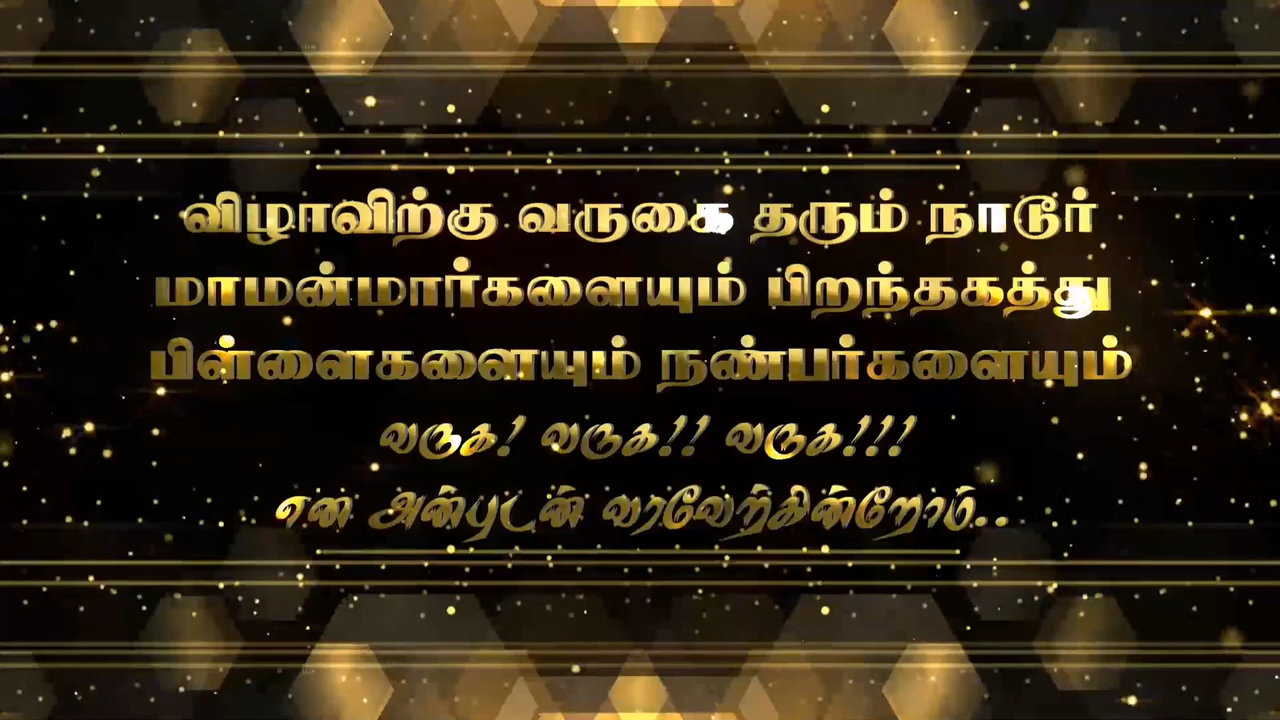 விழாவிற்கு வருகை தரும் நாடூர்
மாமன்மார்களையும் பிறந்தகத்து
பிள்ளைகளையும் நண்பர்களையும்
வருக! வருக!! வருக!!!
என அன்புடன் வரவேற்கின்றோம்..